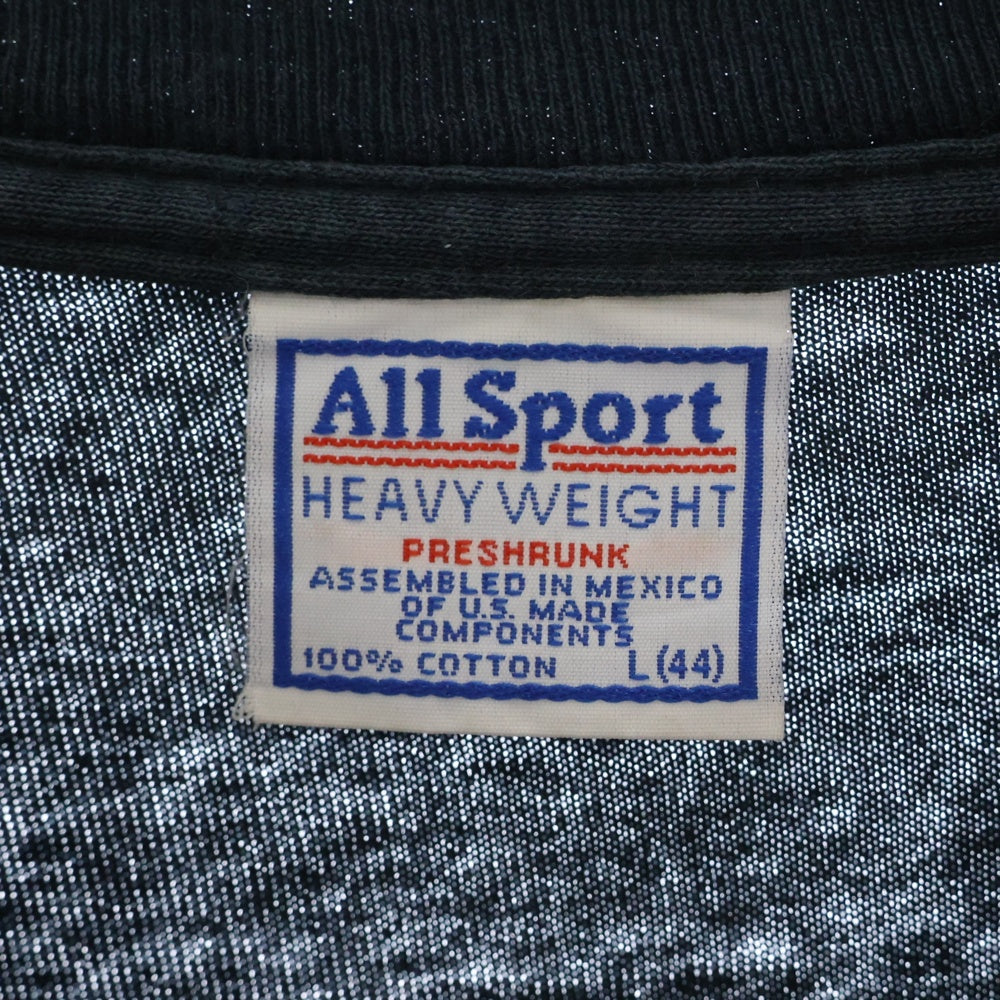 All Sport
HEAVY WEIGHT
PRESHRUNK
ASSEMBLED IN MEXICO
OF U.S. MADE
COMPONENTS
100% COTTON L (44)